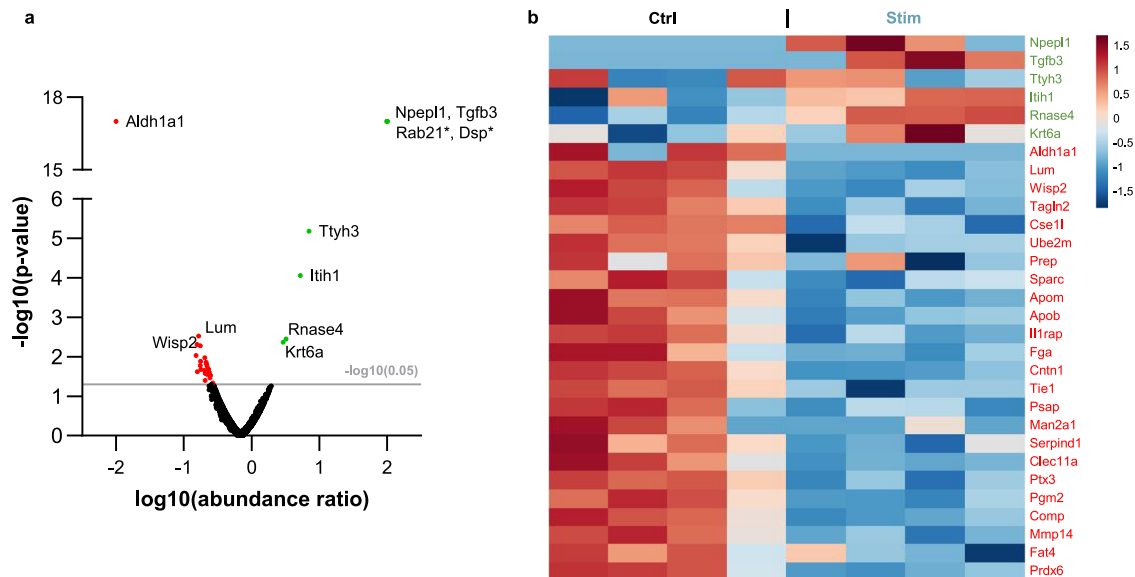 a
18
15
6
5
4
3
2
1
0
-log10(p-value)
Aldh1a1
Npepl1, Tgfb3
Rab21*, Dsp*
Ttyh3
Itih1
Lum
Wisp2
Rnase4
Krt6a
-log10(0.05)
-2
-1
0
1
2
log10(abundance ratio)
b
Ctrl
Stim
Npepl1
Tgfb3
Ttyh3
Itih1
Rnase4
Krt6a
Aldh1a1
Lum
Wisp2
Tagln2
Cse1l
Ube2m
Prep
Sparc
Apom
Apob
Il1rap
Fga
Cntn1
Tie1
Psap
Man2a1
Serpind1
Clec11a
Ptx3
Pgm2
Comp
Mmp14
Fat4
Prdx6
1.5
1
0.5
0
-0.5
-1
-1.5